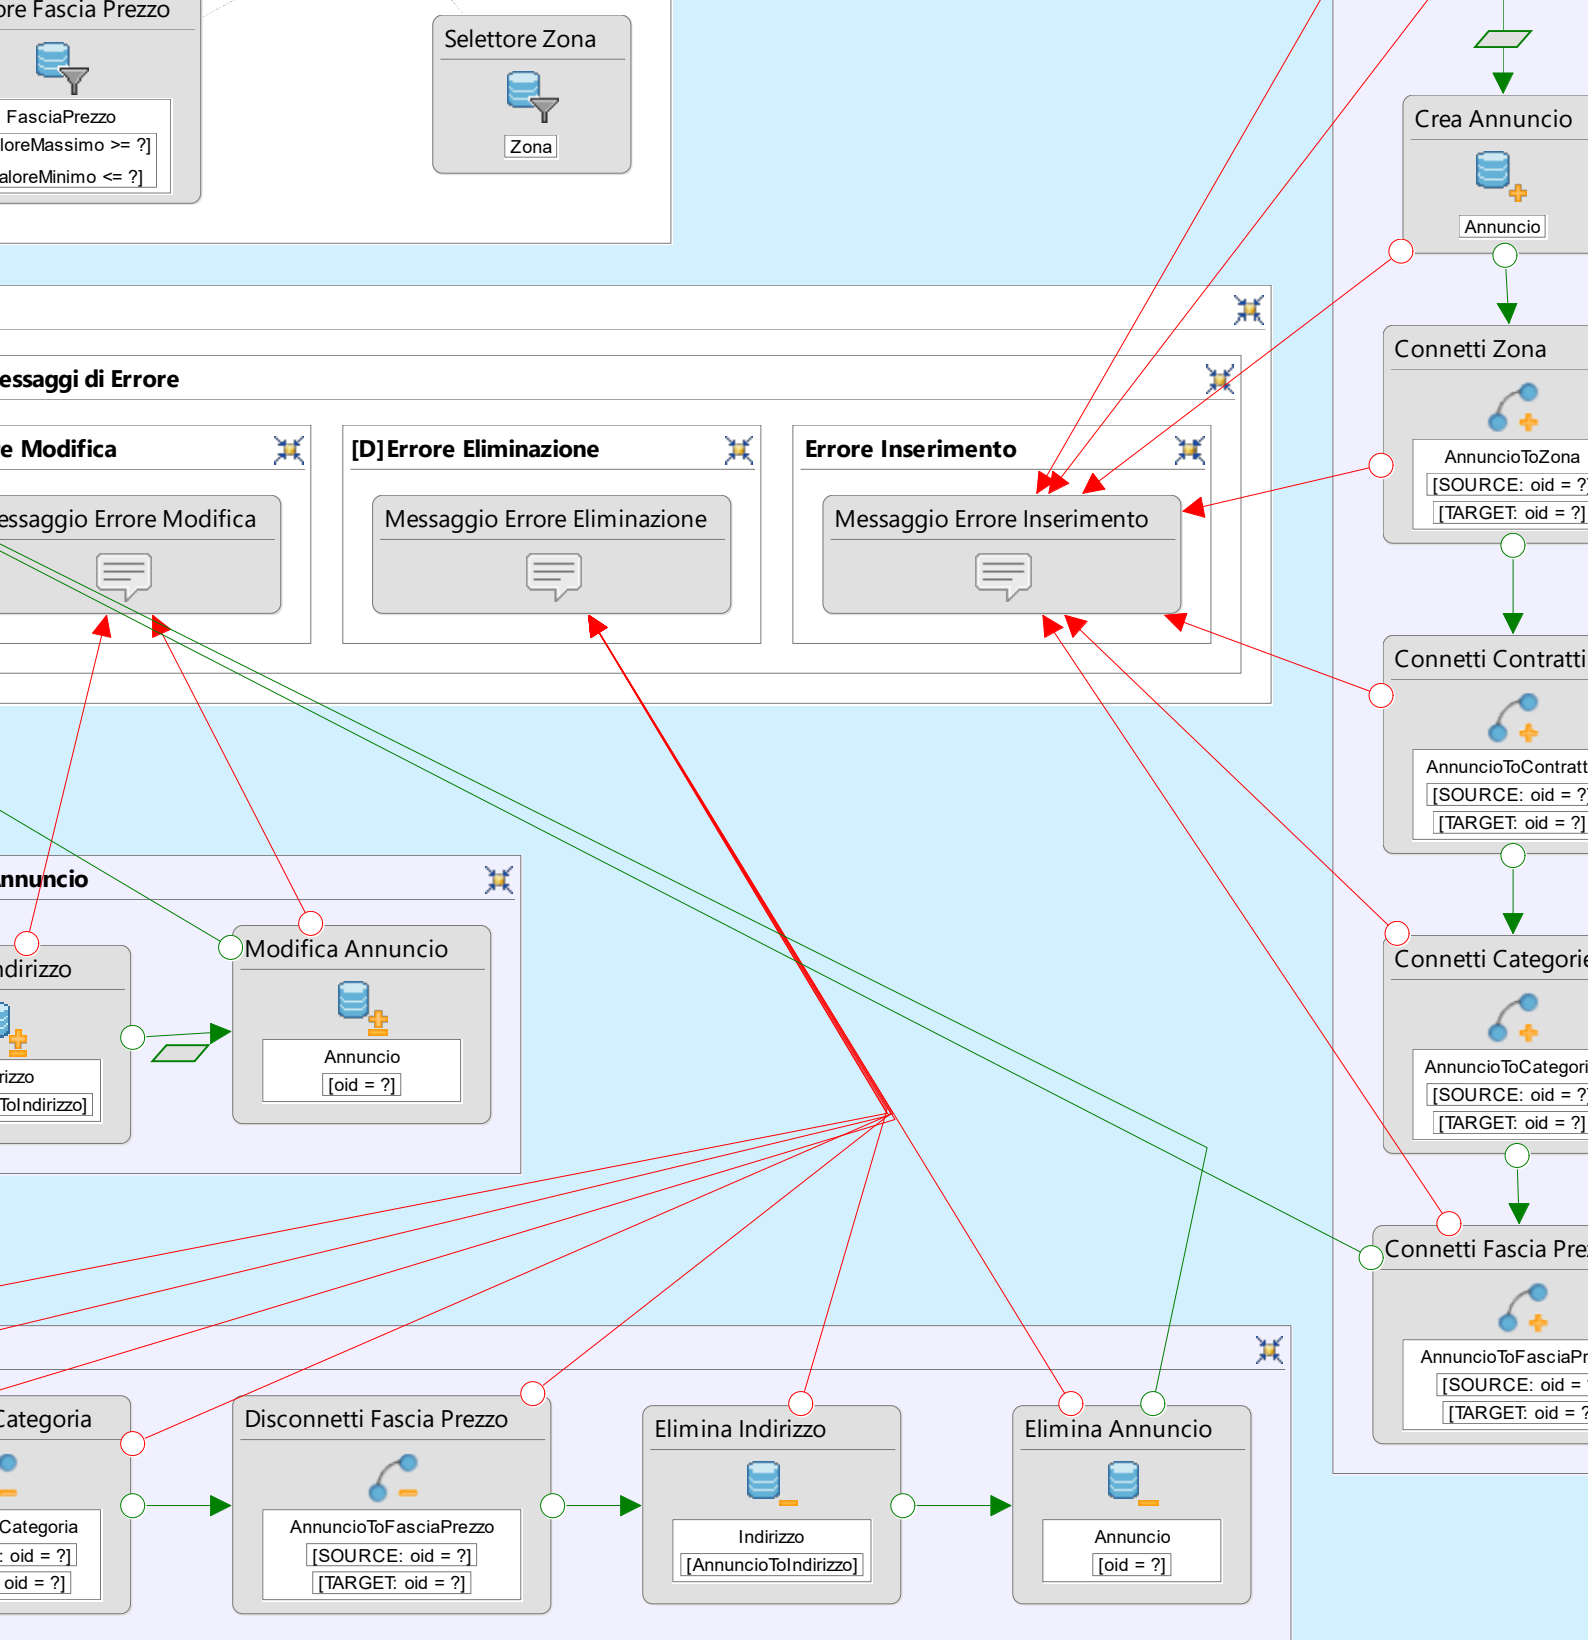 ore Fascia Prezzo
FasciaPrezzo
loreMassimo >= ?]
aloreMinimo <= ?]
Selettore Zona
Zona
Crea Annuncio
Annuncio
Connetti Zona
AnnuncioToZona
[SOURCE: oid = ?]
[TARGET: oid = ?]
essaggi di Errore
e Modifica
essaggio Errore Modifica
[D]Errore Eliminazione
Messaggio Errore Eliminazione
Errore Inserimento
Messaggio Errore Inserimento
Connetti Contratti
AnnuncioToContratt
[SOURCE: oid = ?]
[TARGET: oid = ?]
nnuncio
ndirizzo
rizzo
ToIndirizzo]
Modifica Annuncio
Annuncio
[oid = ?]
Connetti Categorie
AnnuncioToCategori
[SOURCE: oid = ?]
[TARGET: oid = ?]
Connetti Fascia Pre
AnnuncioToFasciaPr
[SOURCE: oid =
[TARGET: oid = ?
Categoria
Categoria
: oid = ?]
oid = ?]
Disconnetti Fascia Prezzo
AnnuncioToFasciaPrezzo
[SOURCE: oid = ?]
[TARGET: oid = ?]
Elimina Indirizzo
Indirizzo
[AnnuncioToIndirizzo]
Elimina Annuncio
Annuncio
[oid = ?]